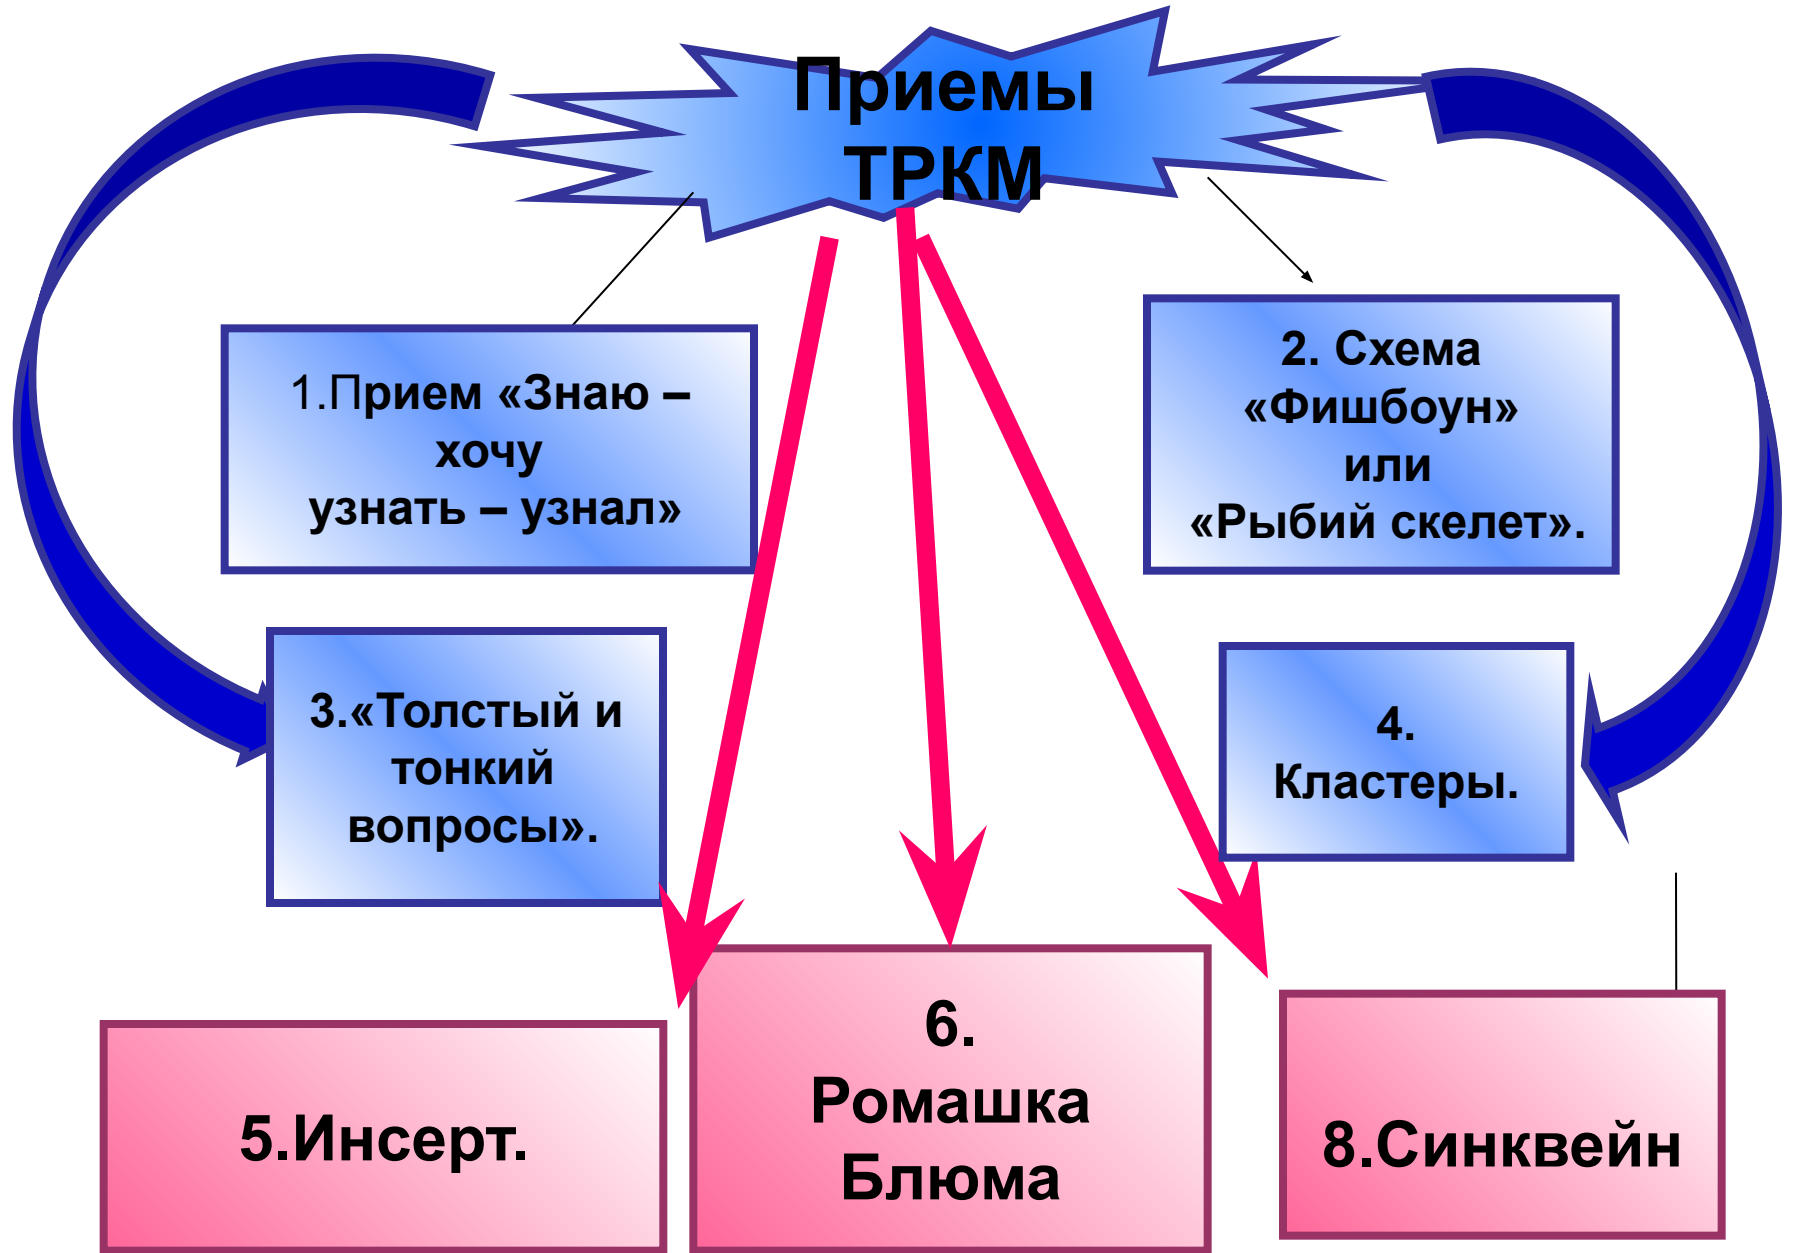 Приемы
ТРКМ
1.Прием «Знаю –
хочу
узнать – узнал»
2. Схема
«Фишбоун»
или
«Рыбий скелет».
3.«Толстый и
тонкий
вопросы».
4.
Кластеры.
5.Инсерт.
6.
Ромашка
Блюма
8.Синквейн